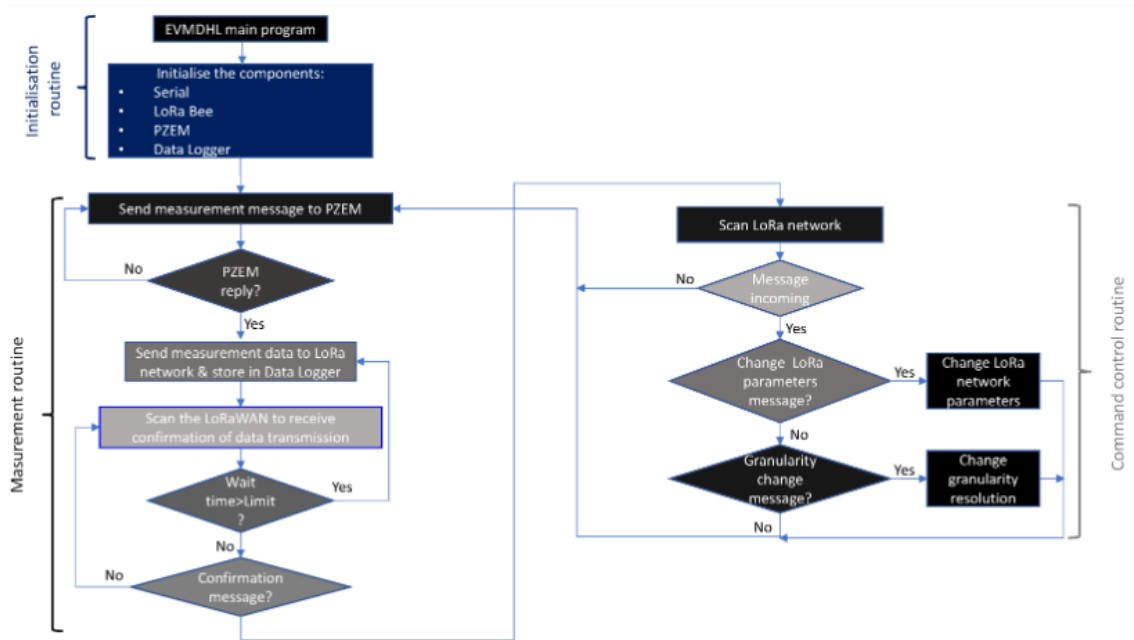 EVMDHL main program
Initialisation
routine
Initialise the components:
• Serial
• LoRa Bee
• PZEM
• Data Logger
Masurement routine
Send measurement message to PZEM
No
PZEM
reply?
Yes
Send measurement data to LoRa
network & store in Data Logger
Scan the LoRaWAN to receive
confirmation of data transmission
Wait
time>Limit
?
Yes
No
Confirmation
message?
No
Scan LoRa network
Message
incoming
No
Yes
Change LoRa
parameters
message?
Yes
Change LoRa
network
parameters
No
Granularity
change
message?
Yes
Change
granularity
resolution
No
Command control routine